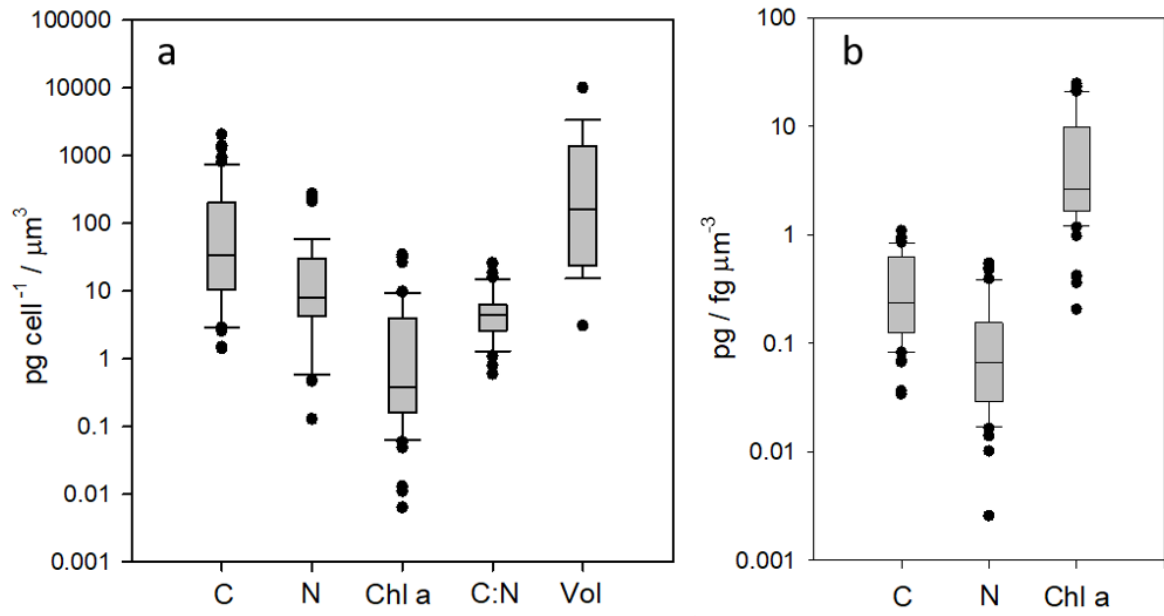 a
100000
10000
1000
100
10
1
0.1
0.01
0.001
pg cell⁻¹ / μm³
C N Chl a C:N Vol
b
100
10
1
0.1
0.01
0.001
pg / fg μm⁻³
C N Chl a